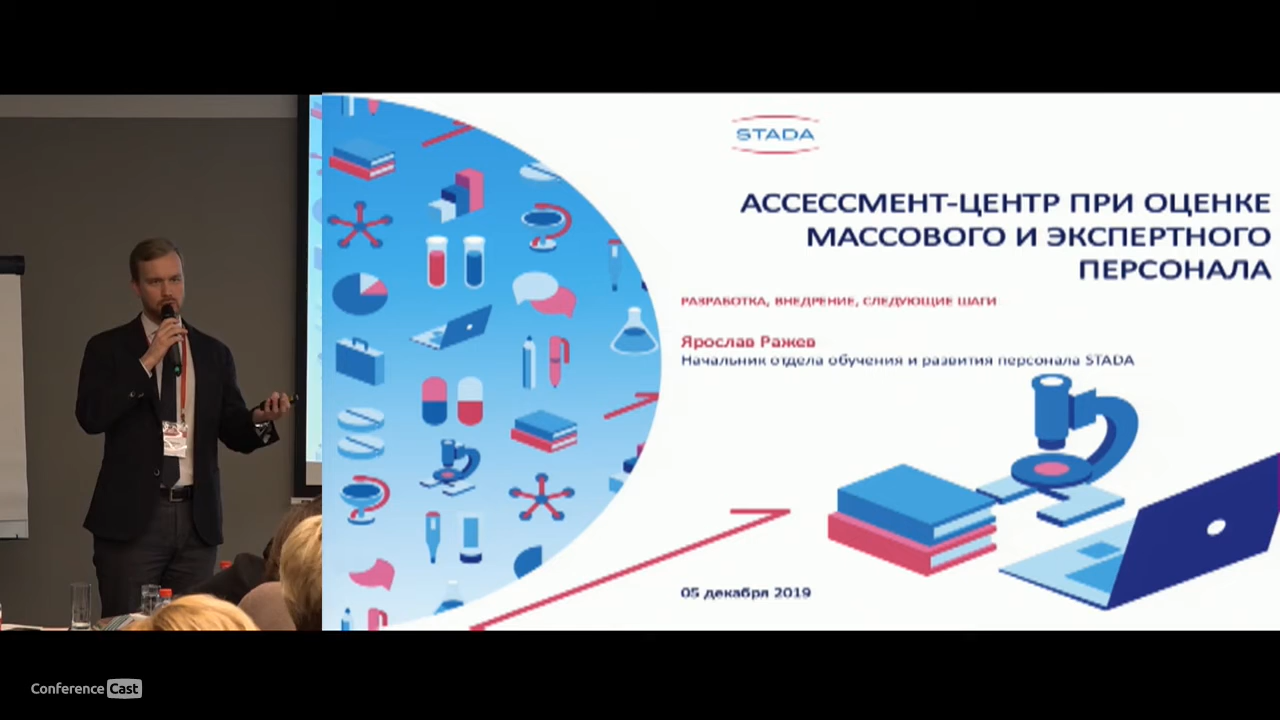 STADA
АССЕССМЕНТ-ЦЕНТР ПРИ ОЦЕНКЕ
МАССОВОГО И ЭКСПЕРТНОГО
ПЕРСОНАЛА
РАЗРАБОТКА, ВНЕДРЕНИЕ, СЛЕДУЮЩИЕ ШАГИ
Ярослав Ражев
Начальник отдела обучения и развития персонала STADA
05 декабря 2019
Conference Cast